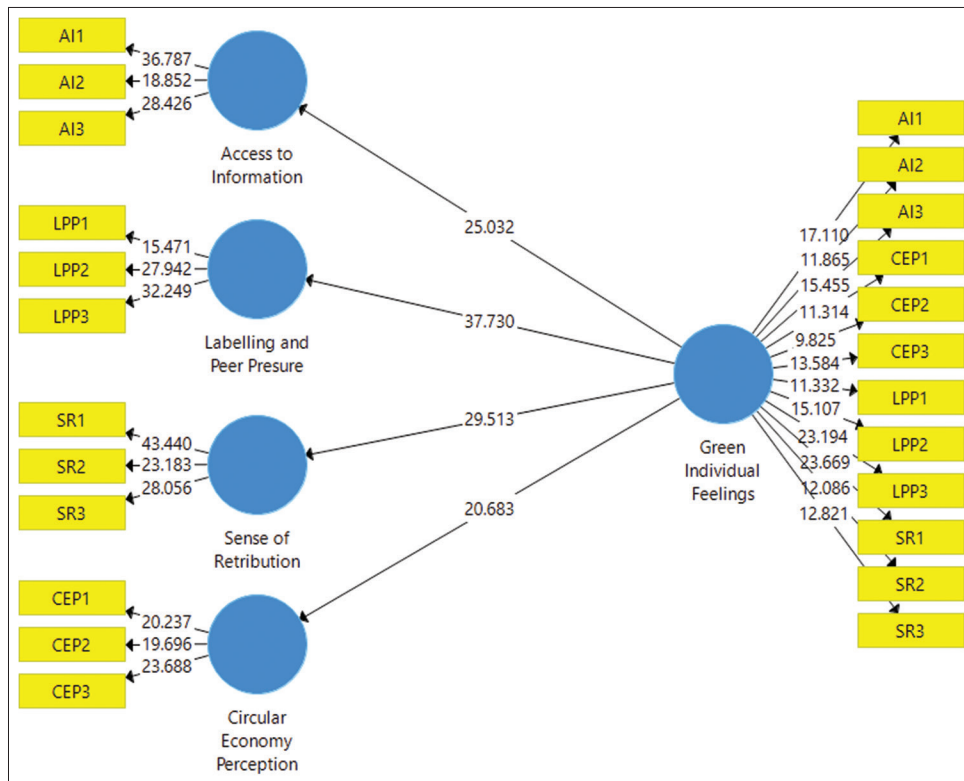 AI1
36.787
AI2
18.852
28.426
AI3
Access to
Information
LPP1
15.471
LPP2
27.942
32.249
LPP3
Labelling and
Peer Presure
SR1
43.440
SR2
23.183
28.056
SR3
Sense of
Retribution
CEP1
20.237
CEP2
19.696
23.688
CEP3
Circular
Economy
Perception
25.032
37.730
29.513
20.683
Green
Individual
Feelings
17.110
11.865
15.455
11.314
9.825
13.584
11.332
15.107
23.194
23.669
12.086
12.821
AI1
AI2
AI3
CEP1
CEP2
CEP3
LPP1
LPP2
LPP3
SR1
SR2
SR3